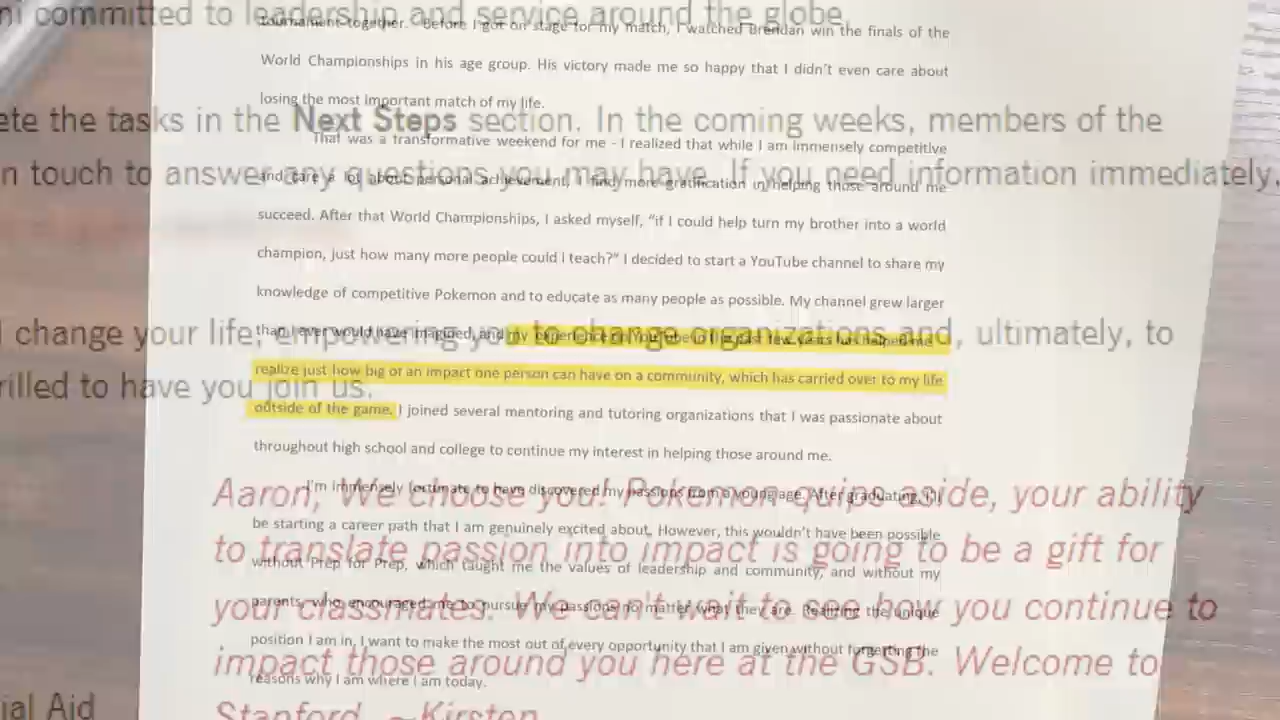 ni committed to leadership and service around the globe
tournament together. Before I got on stage for my match, I watched Brendan win the finals of the
World Championships in his age group. His victory made me so happy that I didn't even care about
losing the most important match of my life.
ete the tasks in the Next Steps section. In the coming weeks, members of the
That was a transformative weekend for me - I realized that while I am immensely competitive
n touch to answer any questions you may have. If you need information immediately,
and care a lot about personal achievement, I find more gratification in helping those around me
succeed. After that World Championships, I asked myself, "if I could help turn my brother into a world
champion, just how many more people could I teach?" I decided to start a YouTube channel to share my
knowledge of competitive Pokemon and to educate as many people as possible. My channel grew larger
change your life, empowering you to change organizations and, ultimately, to
than I ever would have imagined, and my experience on YouTube in the past few years has helped me
realize just how big of an impact one person can have on a community, which has carried over to my life
rilled to have you join us.
outside of the game. I joined several mentoring and tutoring organizations that I was passionate about
throughout high school and college to continue my interest in helping those around me.
I'm immensely fortunate to have discovered my passions from a young age. After graduating, I'll
Aaron, We choose you! Pokemon quips aside, your ability
be starting a career path that I am genuinely excited about. However, this wouldn't have been possible
to translate passion into impact is going to be a gift for
without Prep for Prep, which taught me the values of leadership and community, and without my
parents, who encouraged me to pursue my passions no matter what they are. Realizing the unique
your classmates. We can't wait to see how you continue to
position I am in, I want to make the most out of every opportunity that I am given without forgetting the
impact those around you here at the GSB. Welcome to
reasons why I am where I am today.
ial Aid
Stanford. ~Kirsten